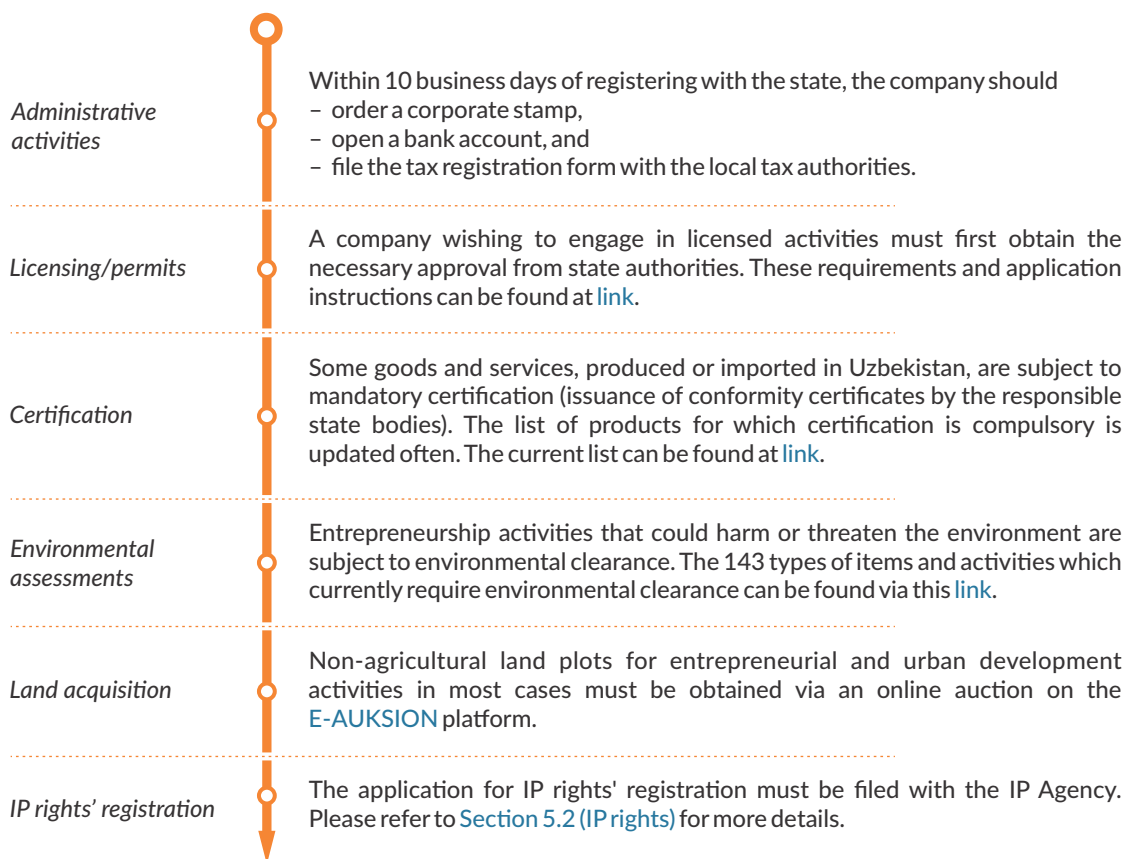 Administrative
activities
Within 10 business days of registering with the state, the company should
– order a corporate stamp,
– open a bank account, and
– file the tax registration form with the local tax authorities.
Licensing/permits
A company wishing to engage in licensed activities must first obtain the
necessary approval from state authorities. These requirements and application
instructions can be found at link.
Certification
Some goods and services, produced or imported in Uzbekistan, are subject to
mandatory certification (issuance of conformity certificates by the responsible
state bodies). The list of products for which certification is compulsory is
updated often. The current list can be found at link.
Environmental
assessments
Entrepreneurship activities that could harm or threaten the environment are
subject to environmental clearance. The 143 types of items and activities which
currently require environmental clearance can be found via this link.
Land acquisition
Non-agricultural land plots for entrepreneurial and urban development
activities in most cases must be obtained via an online auction on the
E-AUKSION platform.
IP rights’ registration
The application for IP rights' registration must be filed with the IP Agency.
Please refer to Section 5.2 (IP rights) for more details.